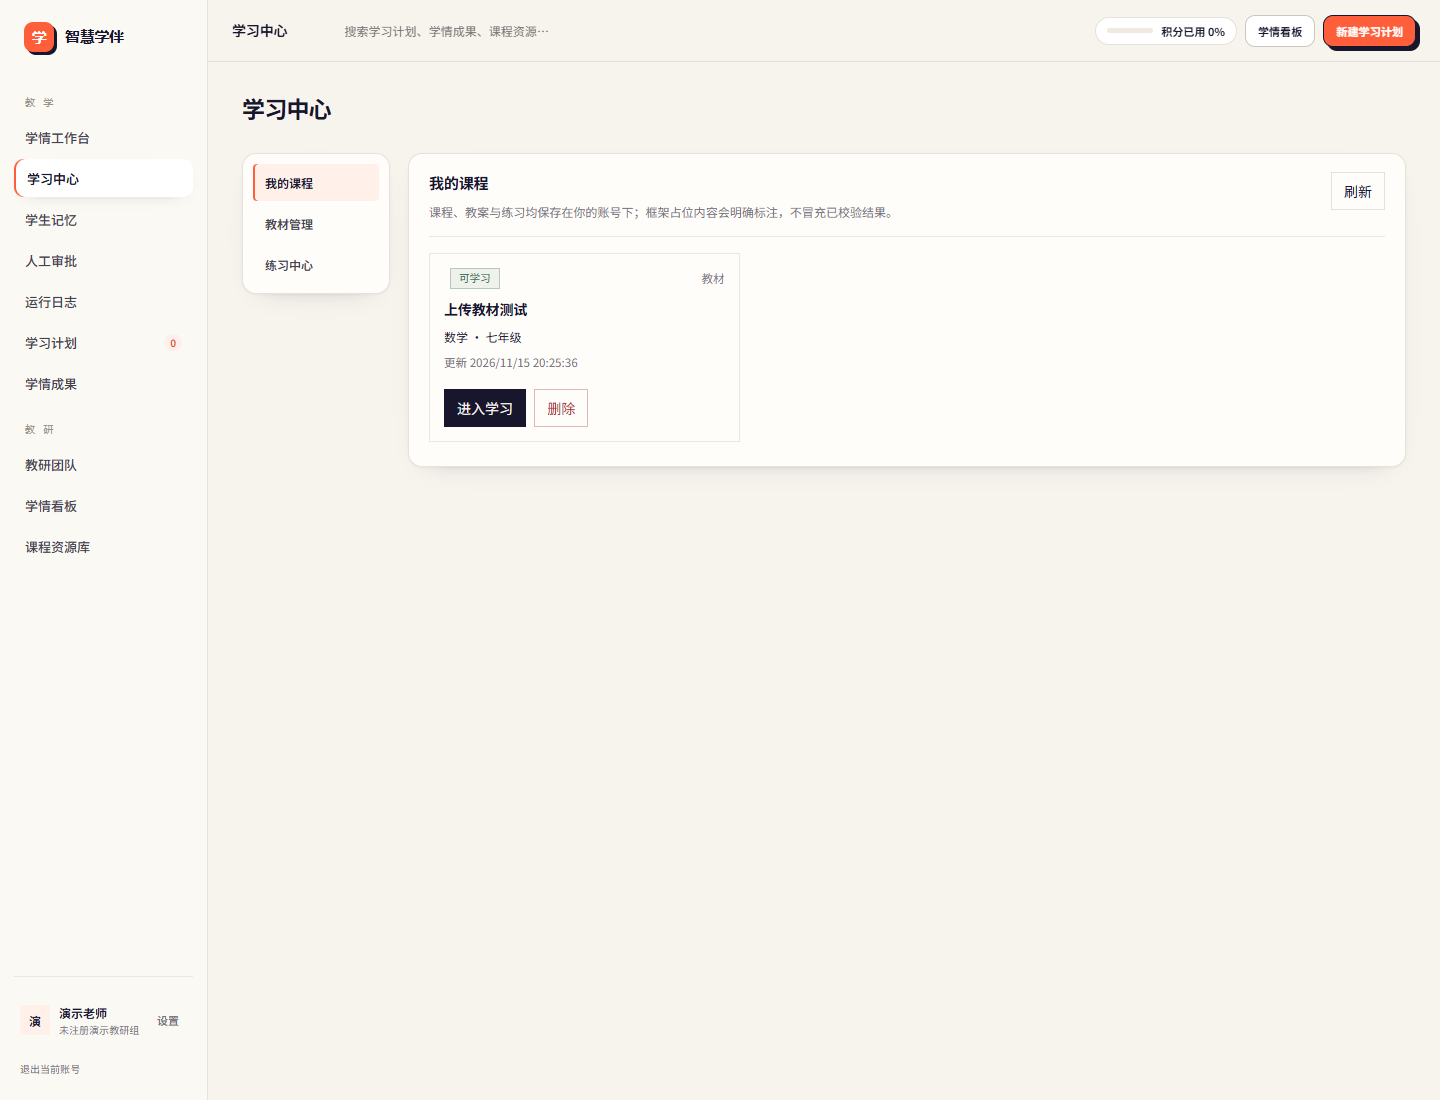 学
智慧学伴
教 学
学情工作台
学习中心
学生记忆
人工审批
运行日志
学习计划
0
学情成果
教 研
教研团队
学情看板
课程资源库
演
演示老师
未注册演示教研组
设置
退出当前账号
学习中心
搜索学习计划、学情成果、课程资源…
积分已用 0%
学情看板
新建学习计划
学习中心
我的课程
教材管理
练习中心
我的课程
课程、教案与练习均保存在你的账号下；框架占位内容会明确标注，不冒充已校验结果。
刷新
可学习
教材
上传教材测试
数学 · 七年级
更新 2026/11/15 20:25:36
进入学习
删除